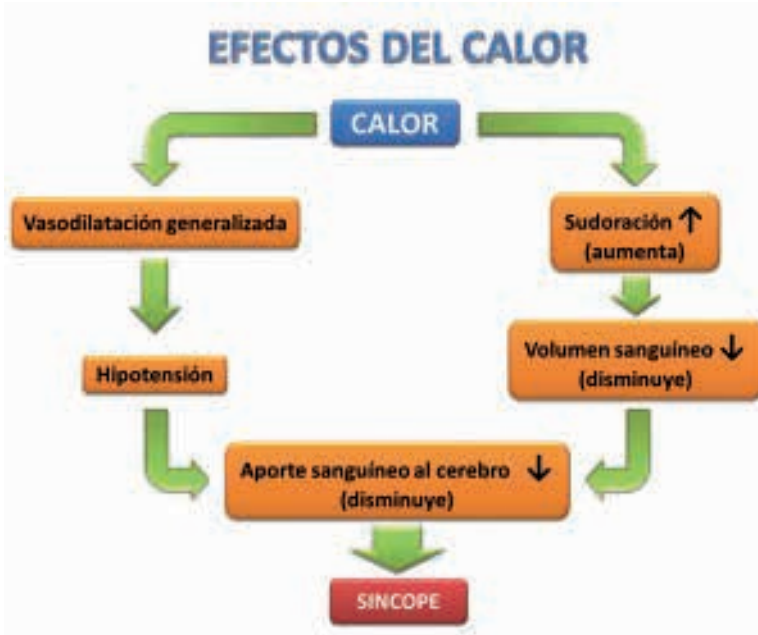 EFECTOS DEL CALOR
CALOR
Vasodilatación generalizada
Sudoración ↑
(aumenta)
Hipotensión
Volumen sanguíneo ↓
(disminuye)
Aporte sanguíneo al cerebro ↓
(disminuye)
SINCOPE